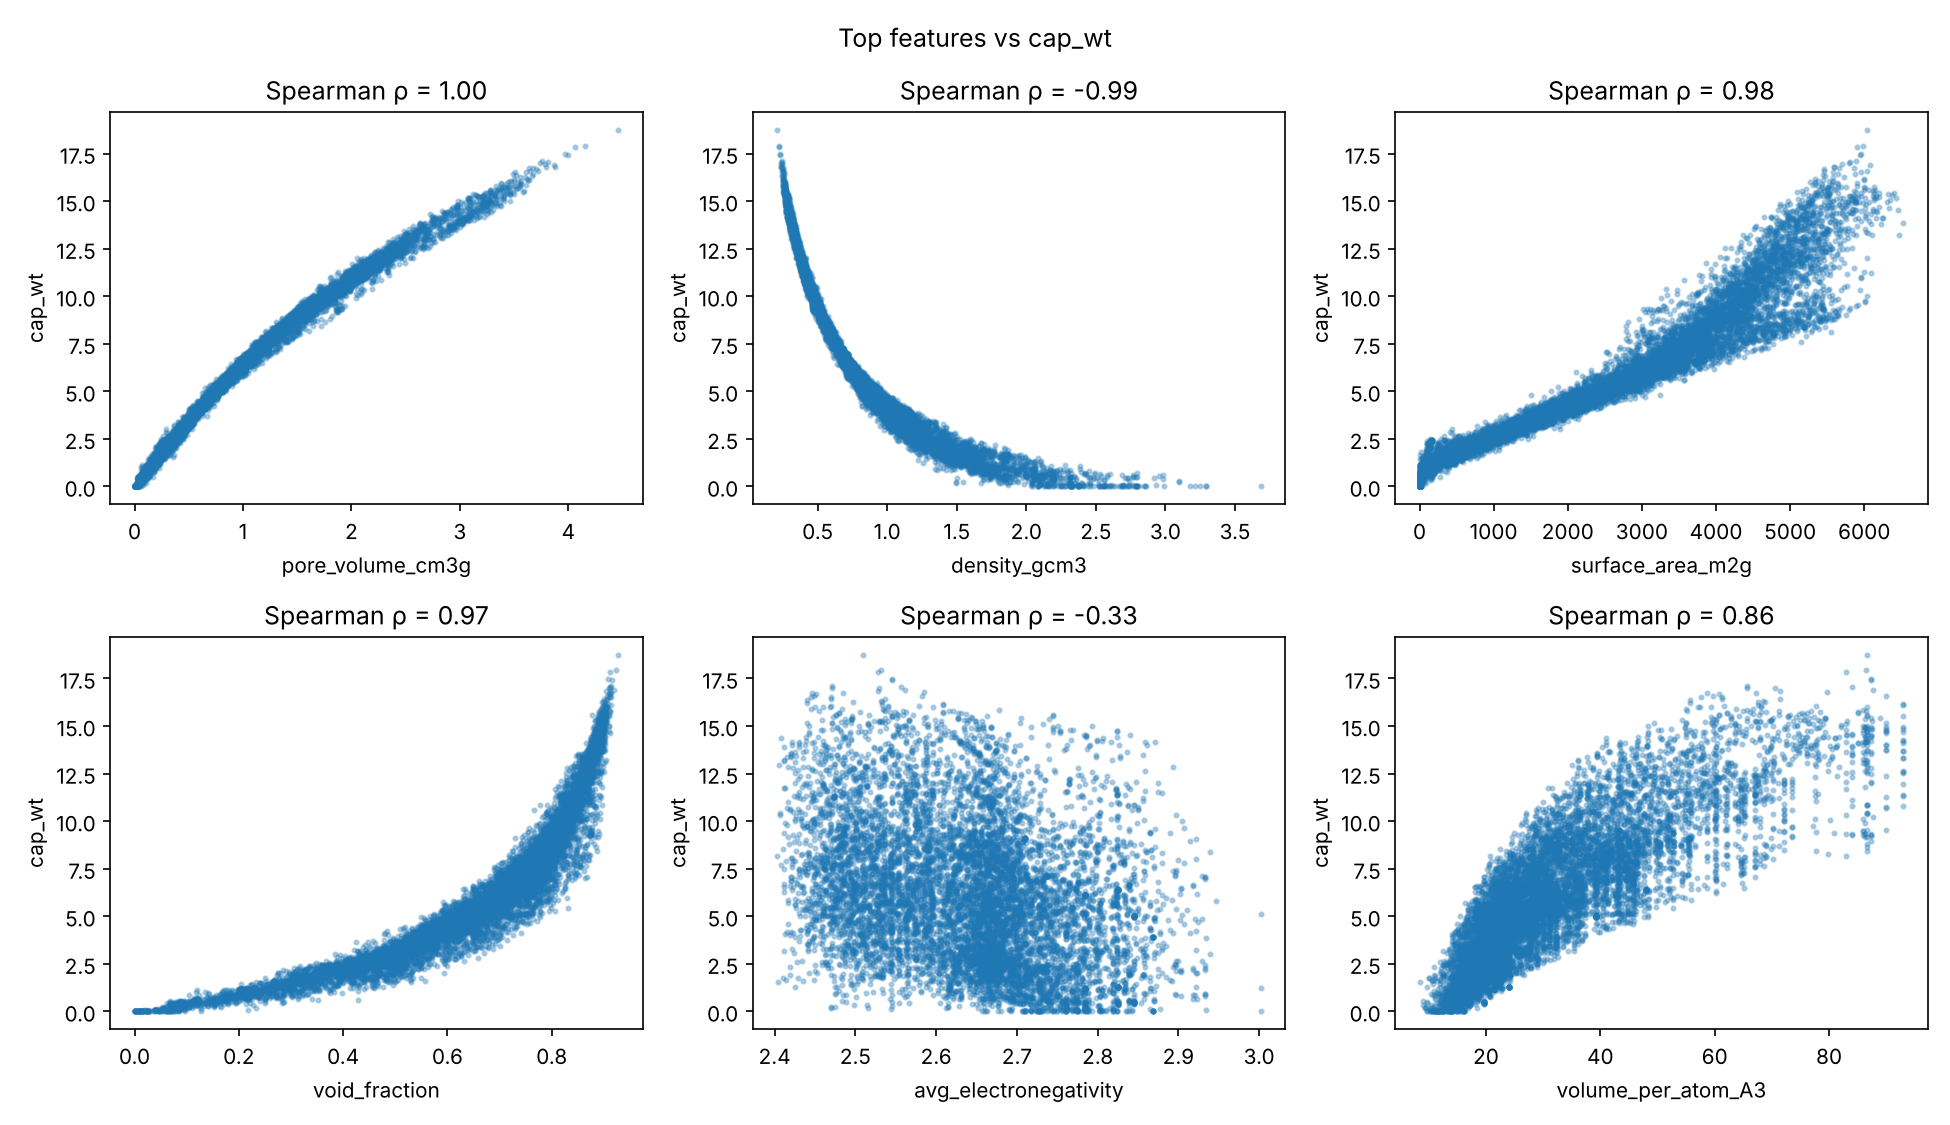 Top features vs cap_wt
Spearman ρ = 1.00
cap_wt
17.5
15.0
12.5
10.0
7.5
5.0
2.5
0.0
0 1 2 3 4
pore_volume_cm3g
Spearman ρ = -0.99
cap_wt
17.5
15.0
12.5
10.0
7.5
5.0
2.5
0.0
0.5 1.0 1.5 2.0 2.5 3.0 3.5
density_gcm3
Spearman ρ = 0.98
cap_wt
17.5
15.0
12.5
10.0
7.5
5.0
2.5
0.0
0 1000 2000 3000 4000 5000 6000
surface_area_m2g
Spearman ρ = 0.97
cap_wt
17.5
15.0
12.5
10.0
7.5
5.0
2.5
0.0
0.0 0.2 0.4 0.6 0.8
void_fraction
Spearman ρ = -0.33
cap_wt
17.5
15.0
12.5
10.0
7.5
5.0
2.5
0.0
2.4 2.5 2.6 2.7 2.8 2.9 3.0
avg_electronegativity
Spearman ρ = 0.86
cap_wt
17.5
15.0
12.5
10.0
7.5
5.0
2.5
0.0
20 40 60 80
volume_per_atom_A3